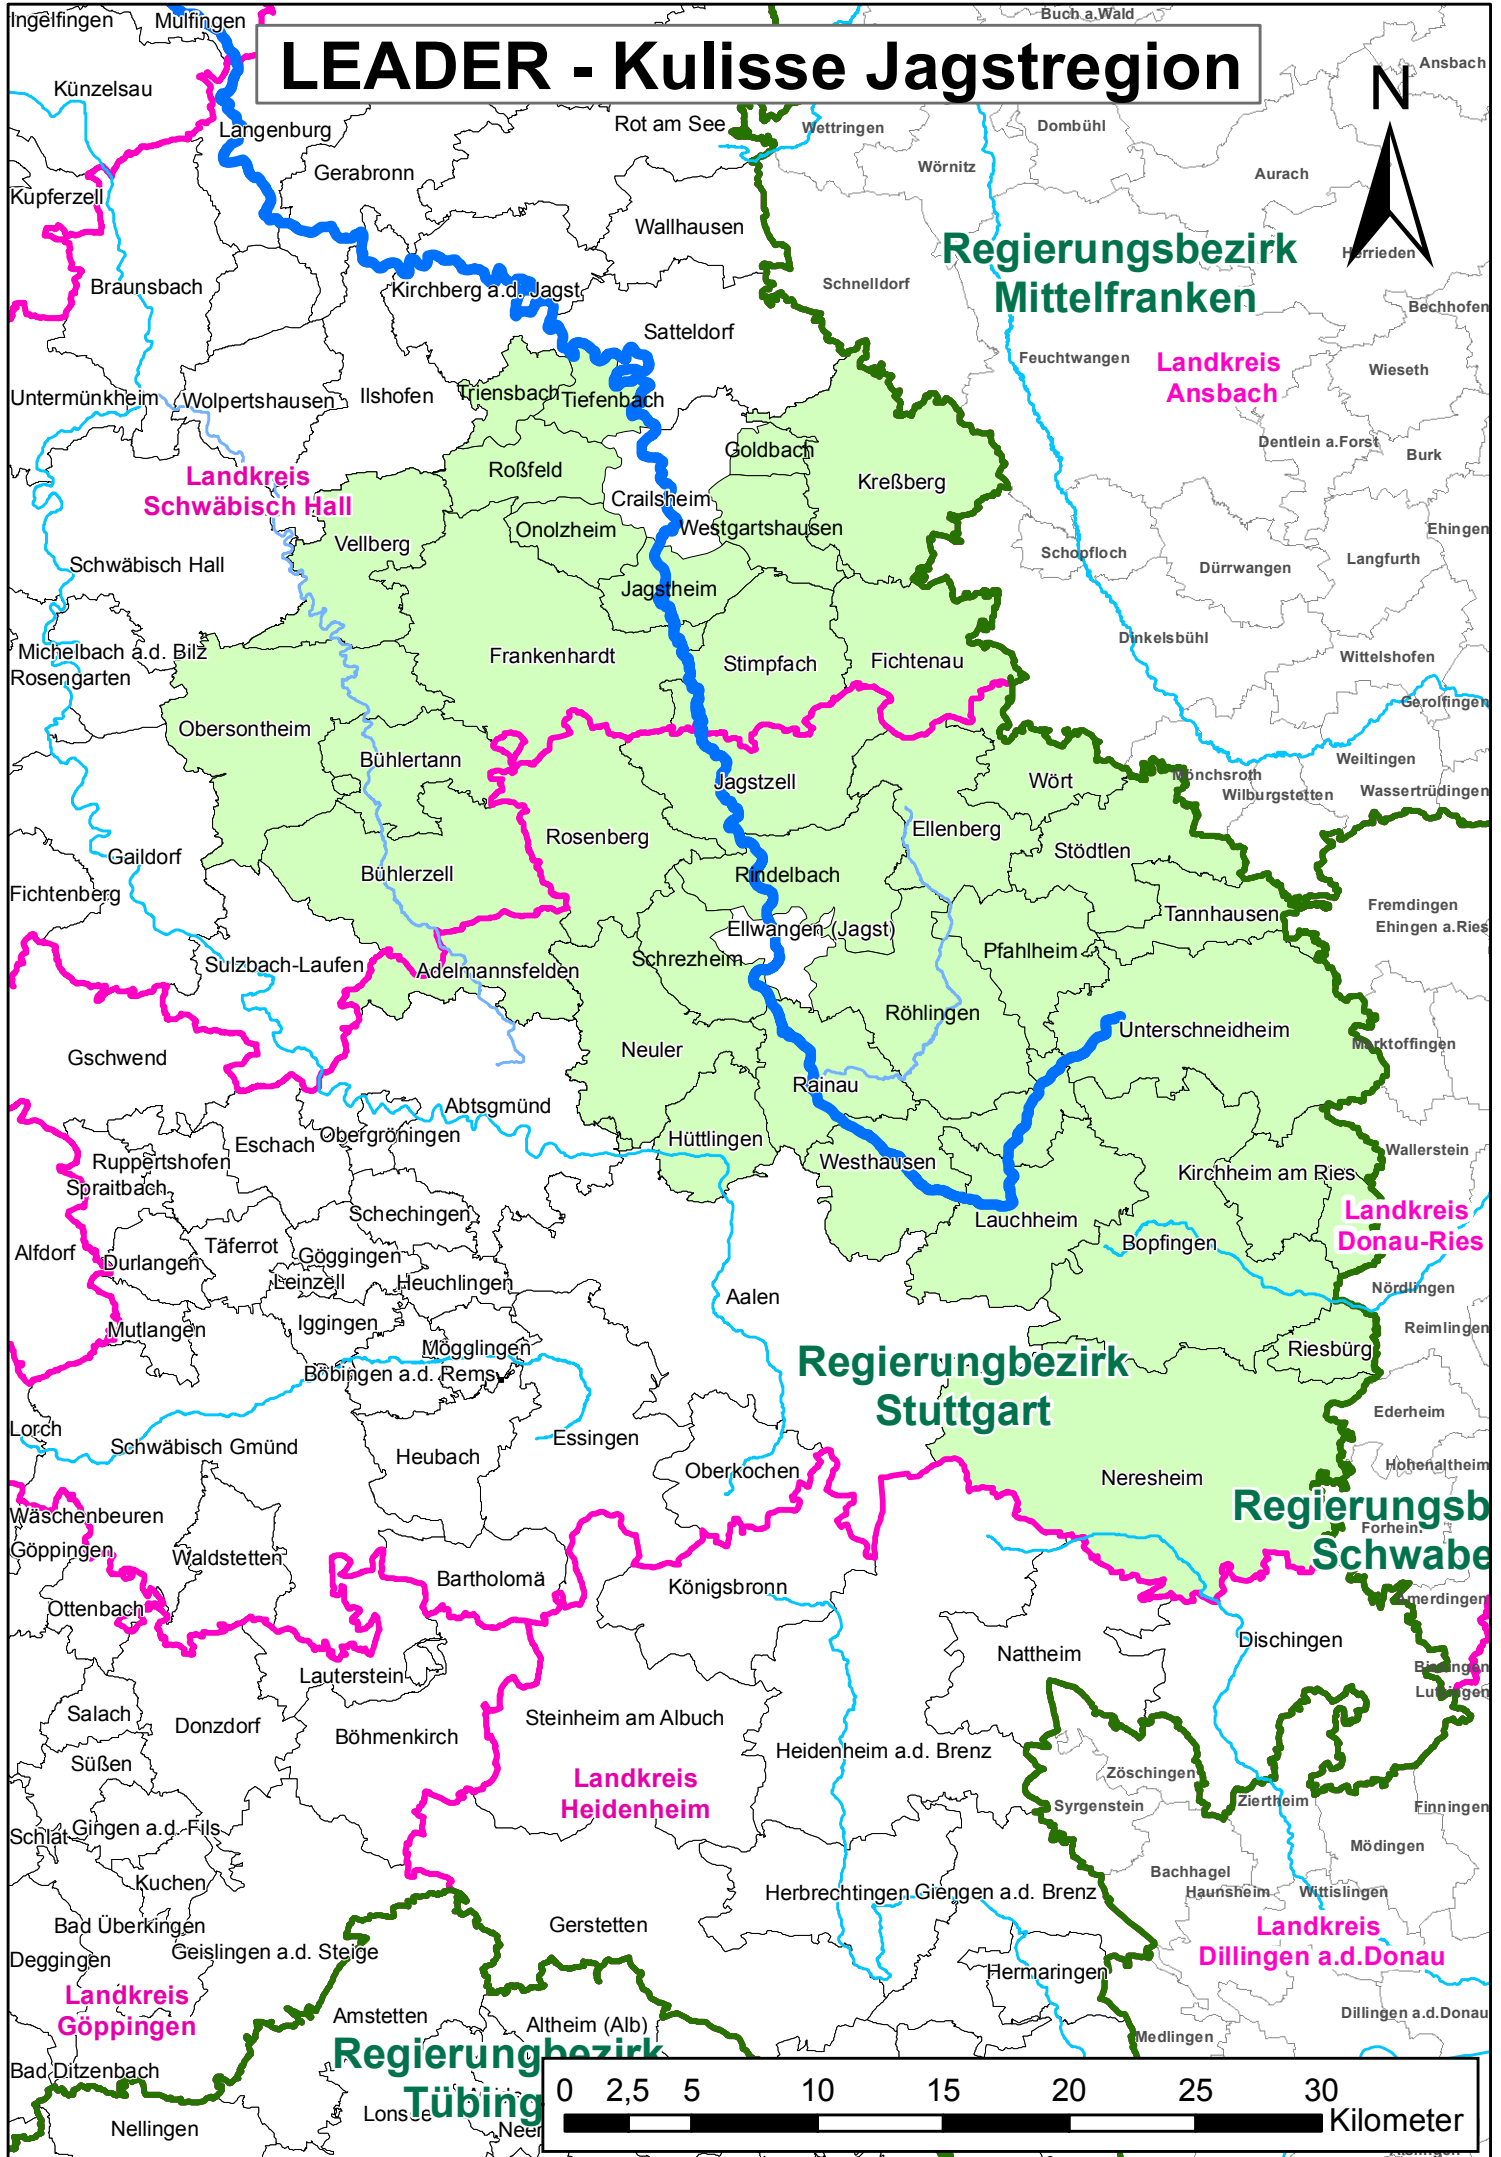 LEADER - Kulisse Jagstregion
N
Ingelfingen
Mulfingen
Buch a.Wald
Ansbach
Künzelsau
Langenburg
Rot am See
Wettringen
Dombühl
Gerabronn
Wörnitz
Aurach
Kupferzell
Wallhausen
Regierungsbezirk
Mittelfranken
Herrieden
Braunsbach
Kirchberg a.d. Jagst
Schnelldorf
Bechhofen
Satteldorf
Feuchtwangen
Landkreis
Ansbach
Wieseth
Untermünkheim
Wolpertshausen
Ilshofen
Triensbach
Tiefenbach
Dentlein a.Forst
Burk
Goldbach
Roßfeld
Kreßberg
Landkreis
Schwäbisch Hall
Crailsheim
Westgartshausen
Onolzheim
Vellberg
Ehingen
Schopfloch
Langfurth
Schwäbisch Hall
Dürrwangen
Jagstheim
Michelbach a.d. Bilz
Rosengarten
Frankenhardt
Stimpfach
Fichtenau
Dinkelsbühl
Wittelshofen
Gerolfingen
Obersontheim
Bühlertann
Jagstzell
Wört
Mönchsroth
Weiltingen
Wilburgstetten
Wassertrüdingen
Rosenberg
Ellenberg
Stödtlen
Gaildorf
Bühlerzell
Rindelbach
Fichtenberg
Tannhausen
Fremdingen
Ehingen a.Ries
Ellwangen (Jagst)
Schrezheim
Pfahlheim
Sulzbach-Laufen
Adelmannsfelden
Röhlingen
Unterschneidheim
Marktoffingen
Gschwend
Neuler
Rainau
Abtsgmünd
Obergröningen
Eschach
Hüttlingen
Westhausen
Kirchheim am Ries
Wallerstein
Ruppertshofen
Spraitbach
Schechingen
Lauchheim
Landkreis
Donau-Ries
Alfdorf
Durlangen
Täferrot
Göggingen
Leinzell
Heuchlingen
Bopfingen
Nördlingen
Aalen
Iggingen
Mutlangen
Mögglingen
Böbingen a.d. Rems
Reimlingen
Riesbürg
Regierungbezirk
Stuttgart
Ederheim
Lorch
Schwäbisch Gmünd
Heubach
Essingen
Oberkochen
Neresheim
Hohenaltheim
Regierungsb
Schwabe
Forhein
Wäschenbeuren
Göppingen
Waldstetten
Bartholomä
Königsbronn
Ottenbach
Amerdingen
Dischingen
Nattheim
Lauterstein
Salach
Donzdorf
Böhmenkirch
Steinheim am Albuch
Heidenheim a.d. Brenz
Süßen
Landkreis
Heidenheim
Zöschingen
Syrgenstein
Ziertheim
Finningen
Schlat
Gingen a.d. Fils
Mödingen
Kuchen
Bachhagel
Haunsheim
Wittislingen
Herbrechtingen
Giengen a.d. Brenz
Bad Überkingen
Gerstetten
Landkreis
Dillingen a.d.Donau
Deggingen
Geislingen a.d. Steige
Hermaringen
Landkreis
Göppingen
Amstetten
Altheim (Alb)
Dillingen a.d.Donau
Medlingen
Regierungbezirk
Tübing
Bad Ditzenbach
Lonsee
Nellingen
0 2,5 5 10 15 20 25 30
Kilometer